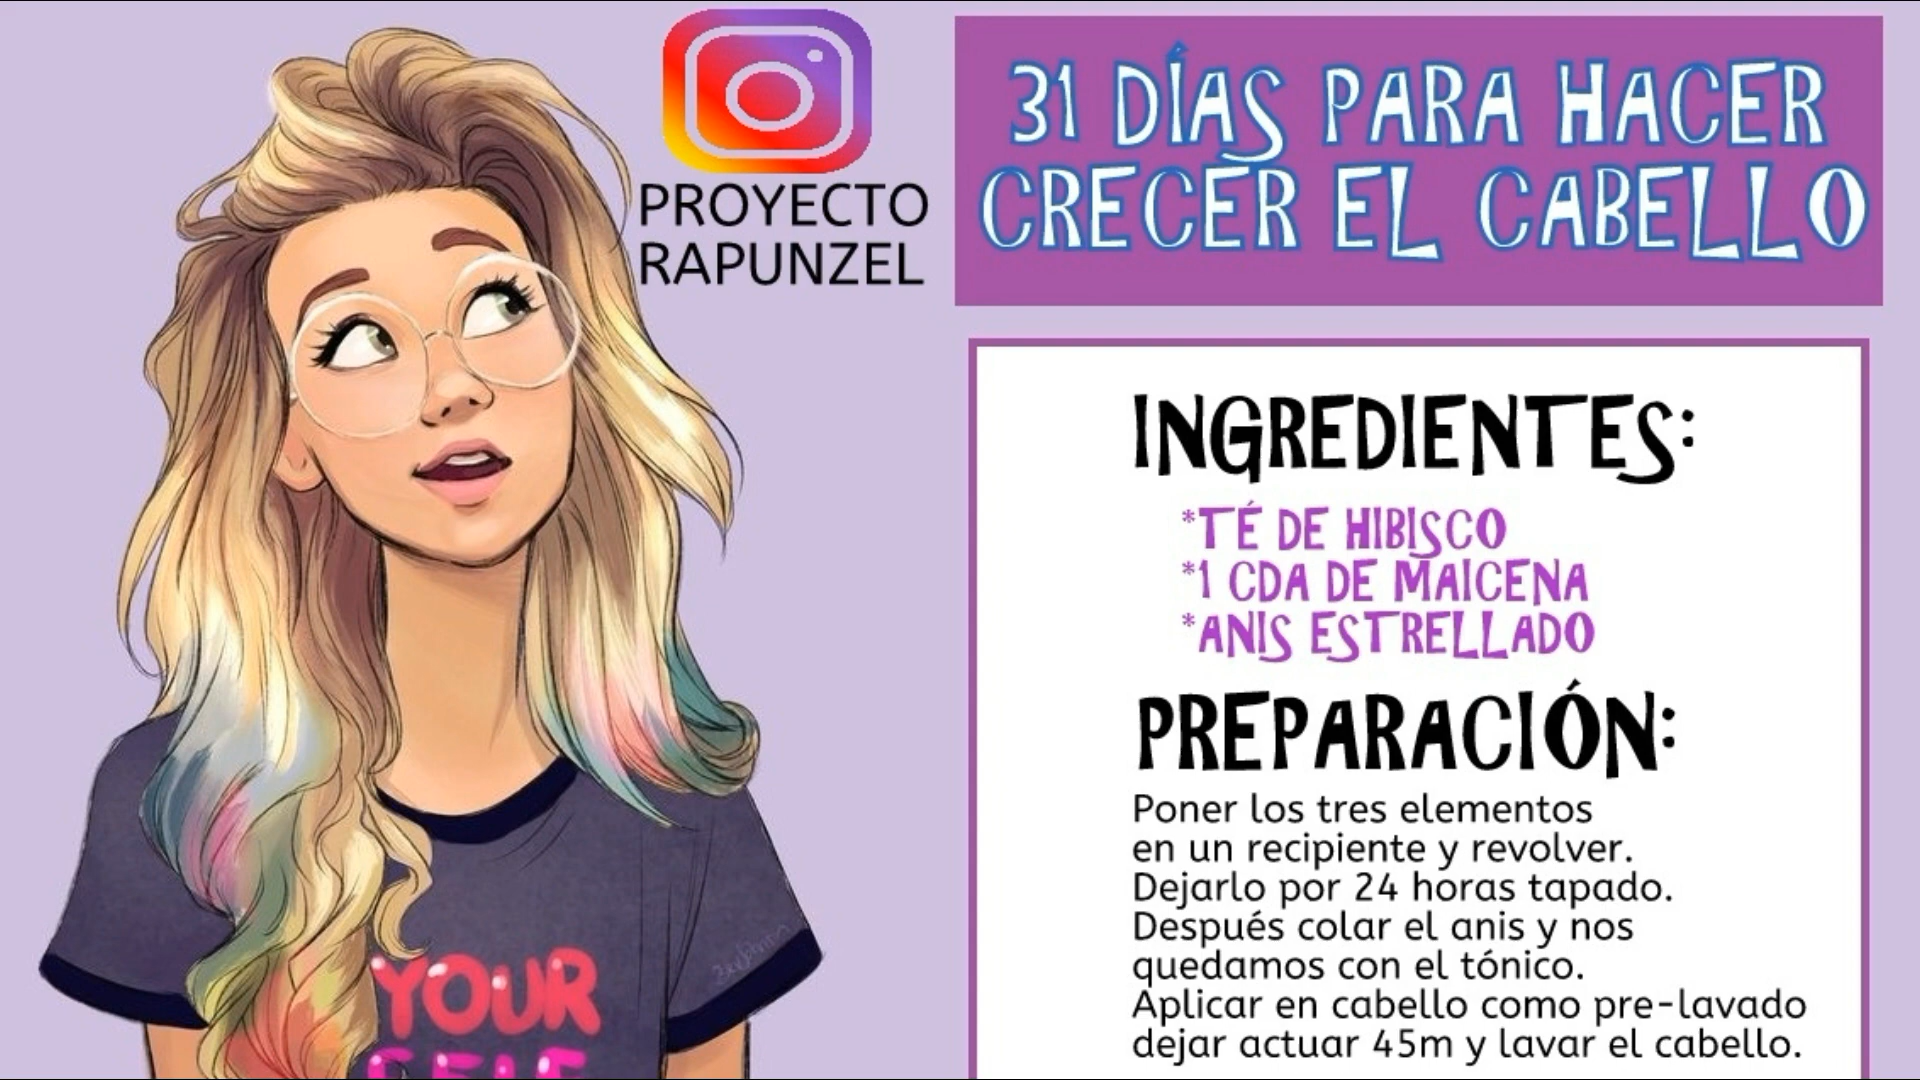 PROYECTO
RAPUNZEL
31 DÍAS PARA HACER
CRECER EL CABELLO
INGREDIENTES:
*TÉ DE HIBISCO
*1 CDA DE MAICENA
*ANIS ESTRELLADO
PREPARACIÓN:
Poner los tres elementos
en un recipiente y revolver.
Dejarlo por 24 horas tapado.
Después colar el anis y nos
quedamos con el tónico.
Aplicar en cabello como pre-lavado
dejar actuar 45m y lavar el cabello.
YOUR